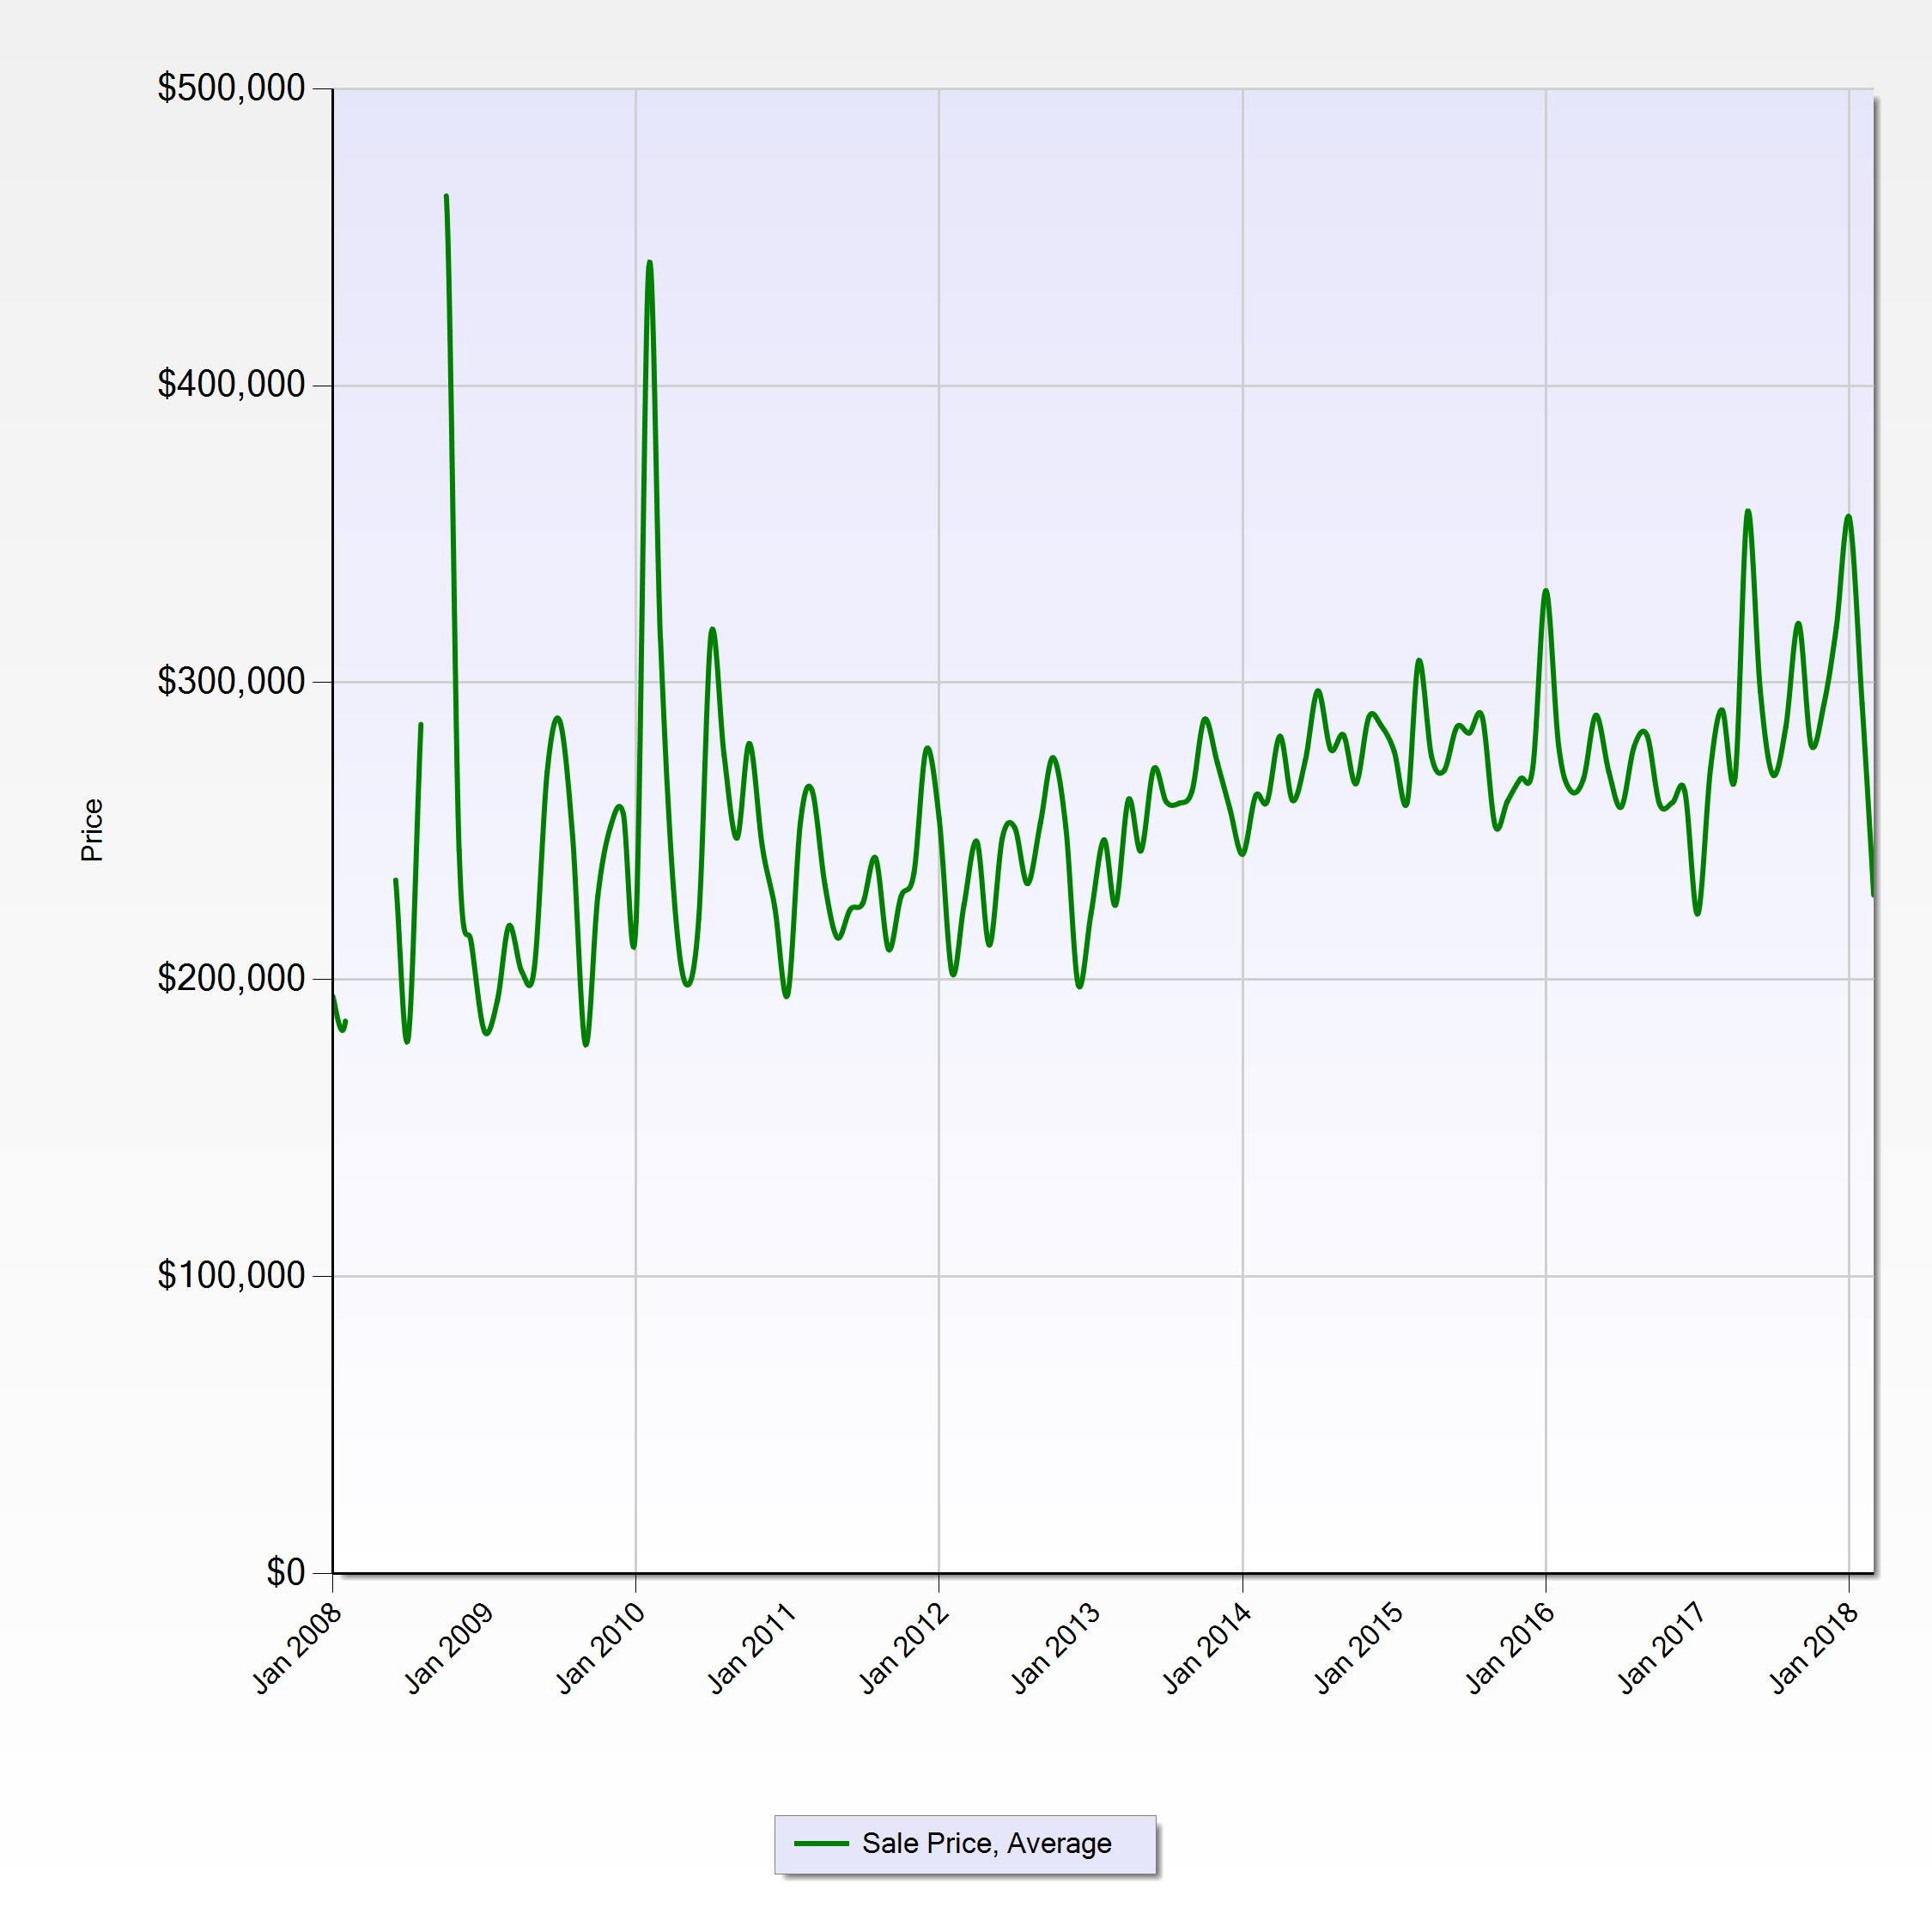 $500,000
$400,000
$300,000
$200,000
$100,000
$0
Price
Jan 2008
Jan 2009
Jan 2010
Jan 2011
Jan 2012
Jan 2013
Jan 2014
Jan 2015
Jan 2016
Jan 2017
Jan 2018
Sale Price, Average